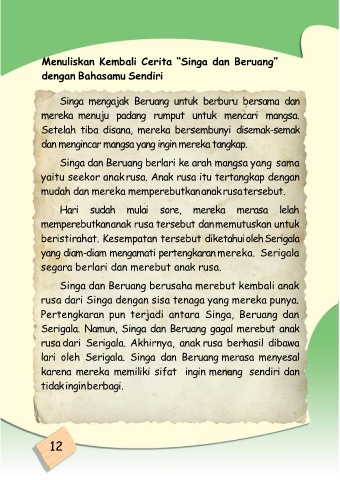 Menuliskan Kembali Cerita “Singa dan Beruang”
dengan Bahasamu Sendiri
Singa mengajak Beruang untuk berburu bersama dan
mereka menuju padang rumput untuk mencari mangsa.
Setelah tiba disana, mereka bersembunyi disemak-semak
dan mengincar mangsa yang ingin mereka tangkap.
Singa dan Beruang berlari ke arah mangsa yang sama
yaitu seekor anak rusa. Anak rusa itu tertangkap dengan
mudah dan mereka memperebutkan anak rusa tersebut.
Hari sudah mulai sore, mereka merasa lelah
memperebutkan anak rusa tersebut dan memutuskan untuk
beristirahat. Kesempatan tersebut diketahui oleh Serigala
yang diam-diam mengamati pertengkaran mereka. Serigala
segara berlari dan merebut anak rusa.
Singa dan Beruang berusaha merebut kembali anak
rusa dari Singa dengan sisa tenaga yang mereka punya.
Pertengkaran pun terjadi antara Singa, Beruang dan
Serigala. Namun, Singa dan Beruang gagal merebut anak
rusa dari Serigala. Akhirnya, anak rusa berhasil dibawa
lari oleh Serigala. Singa dan Beruang merasa menyesal
karena mereka memiliki sifat ingin menang sendiri dan
tidak ingin berbagi.
12